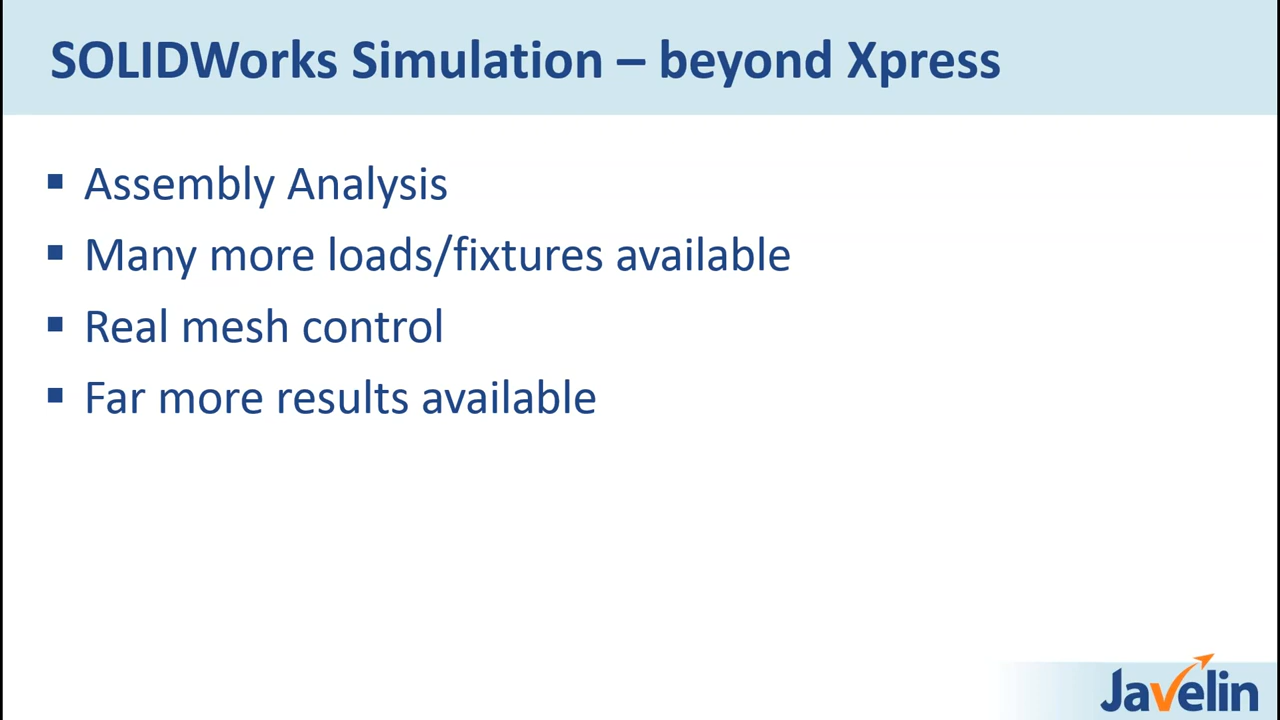 SOLIDWorks Simulation – beyond Xpress
▪ Assembly Analysis
▪ Many more loads/fixtures available
▪ Real mesh control
▪ Far more results available
Javelin